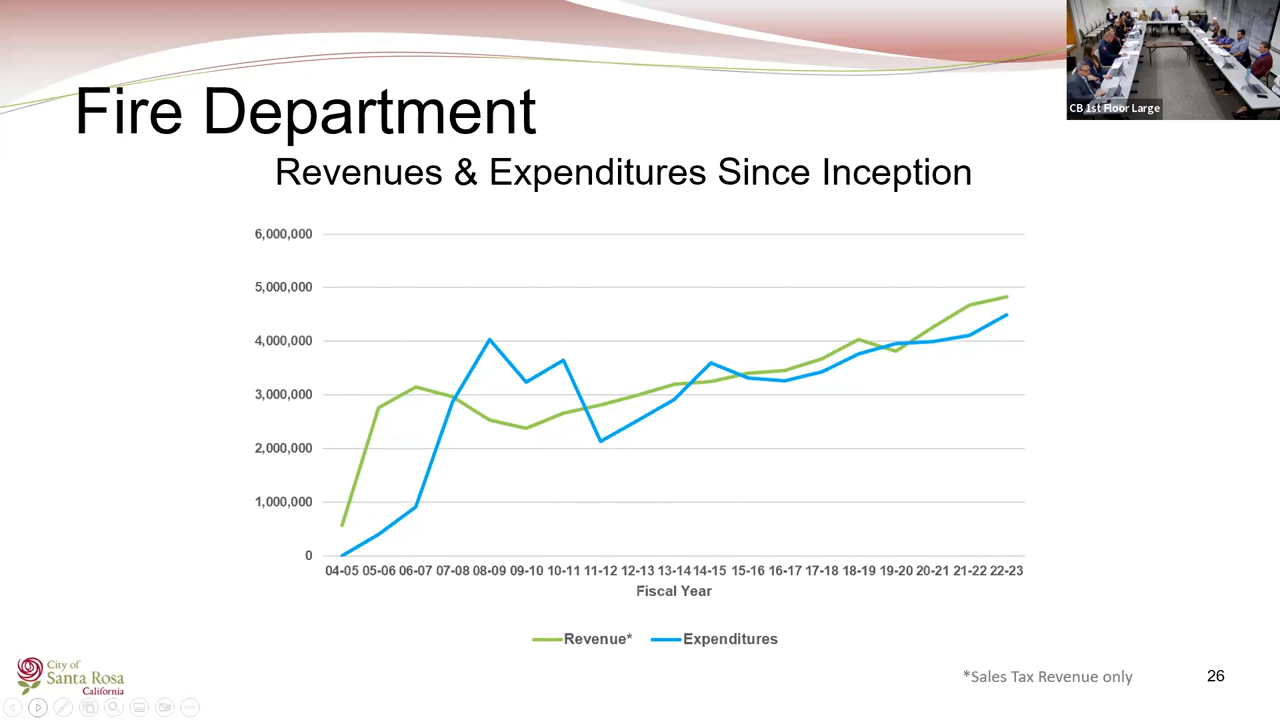 CB 1st Floor Large
Fire Department
Revenues & Expenditures Since Inception
6,000,000
5,000,000
4,000,000
3,000,000
2,000,000
1,000,000
0
04-05 05-06 06-07 07-08 08-09 09-10 10-11 11-12 12-13 13-14 14-15 15-16 16-17 17-18 18-19 19-20 20-21 21-22 22-23
Fiscal Year
Revenue* Expenditures
City of
Santa Rosa
California
*Sales Tax Revenue only
26